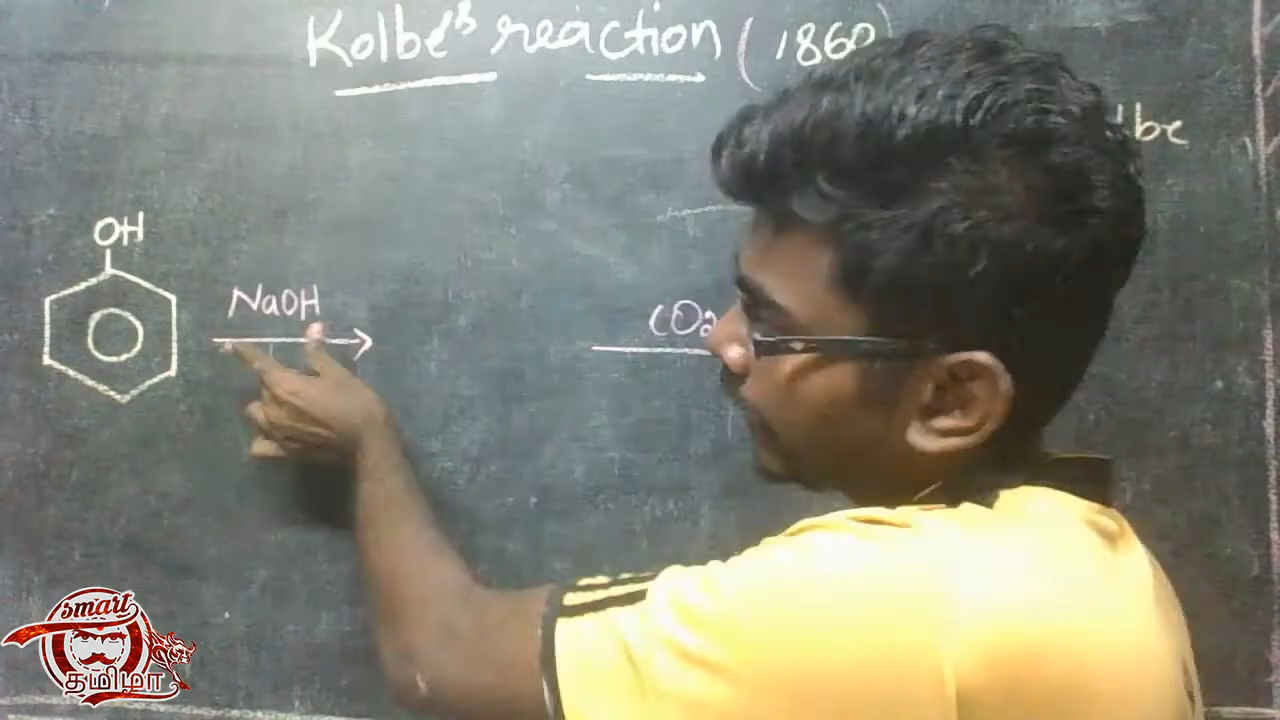 Kolbe's reaction (1860)
OH
NaOH
CO2
smart
தமிழா